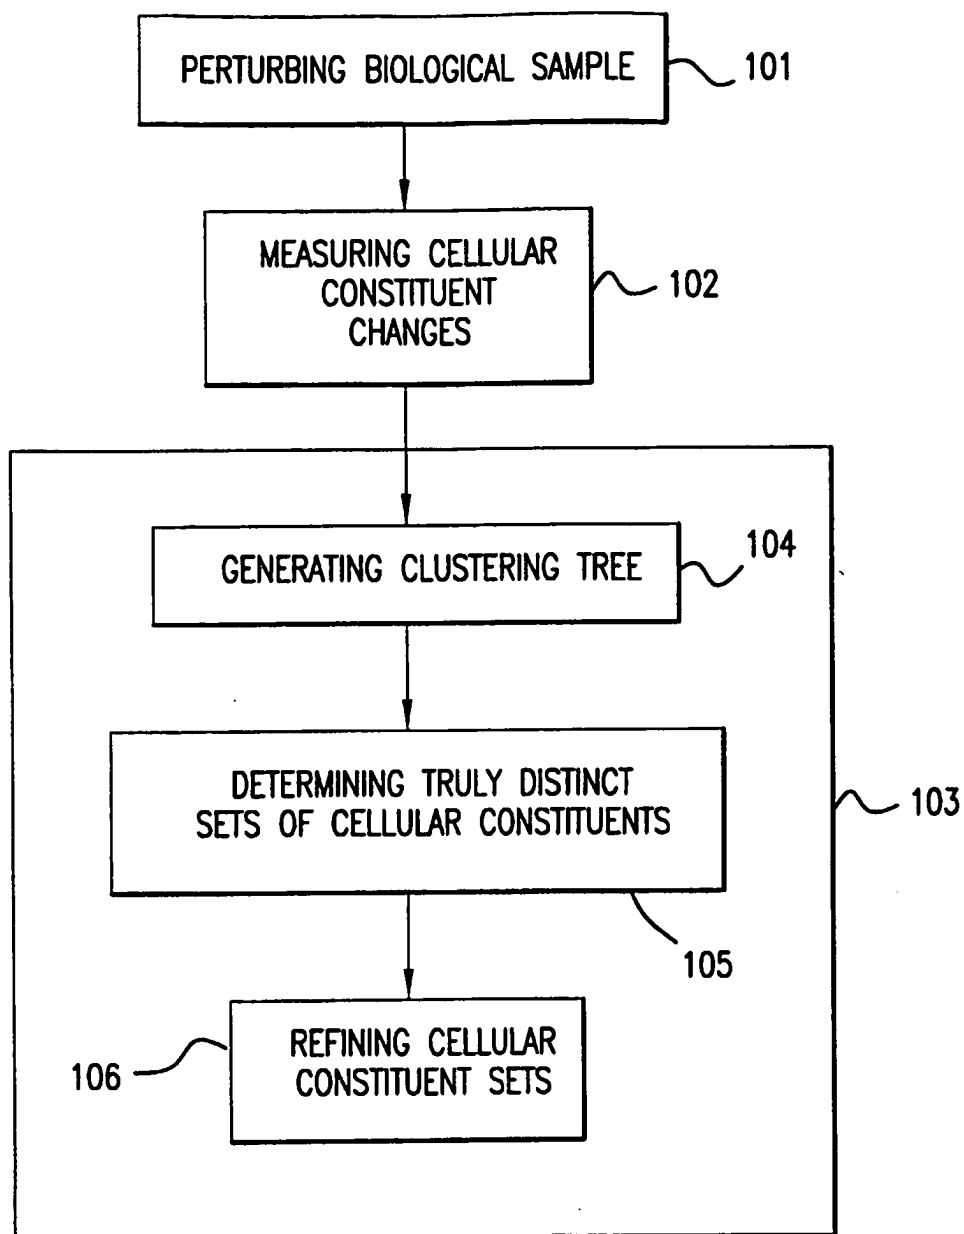 PERTURBING BIOLOGICAL SAMPLE
101
MEASURING CELLULAR
CONSTITUENT
CHANGES
102
GENERATING CLUSTERING TREE
104
DETERMINING TRULY DISTINCT
SETS OF CELLULAR CONSTITUENTS
103
105
REFINING CELLULAR
CONSTITUENT SETS
106